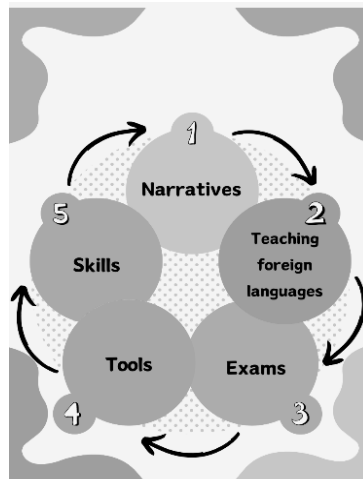 1
Narratives
2
Teaching
foreign
languages
3
Exams
4
Tools
5
Skills